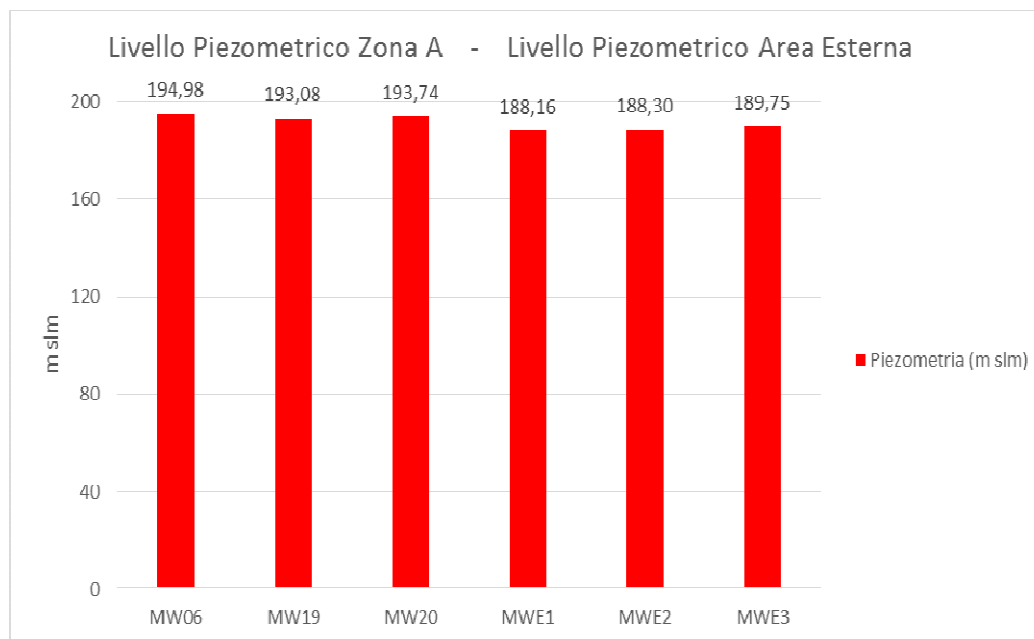 Livello Piezometrico Zona A - Livello Piezometrico Area Esterna
194,98 193,08 193,74 188,16 188,30 189,75
200
160
120
80
40
0
m slm
MW06 MW19 MW20 MWE1 MWE2 MWE3
Piezometria (m slm)